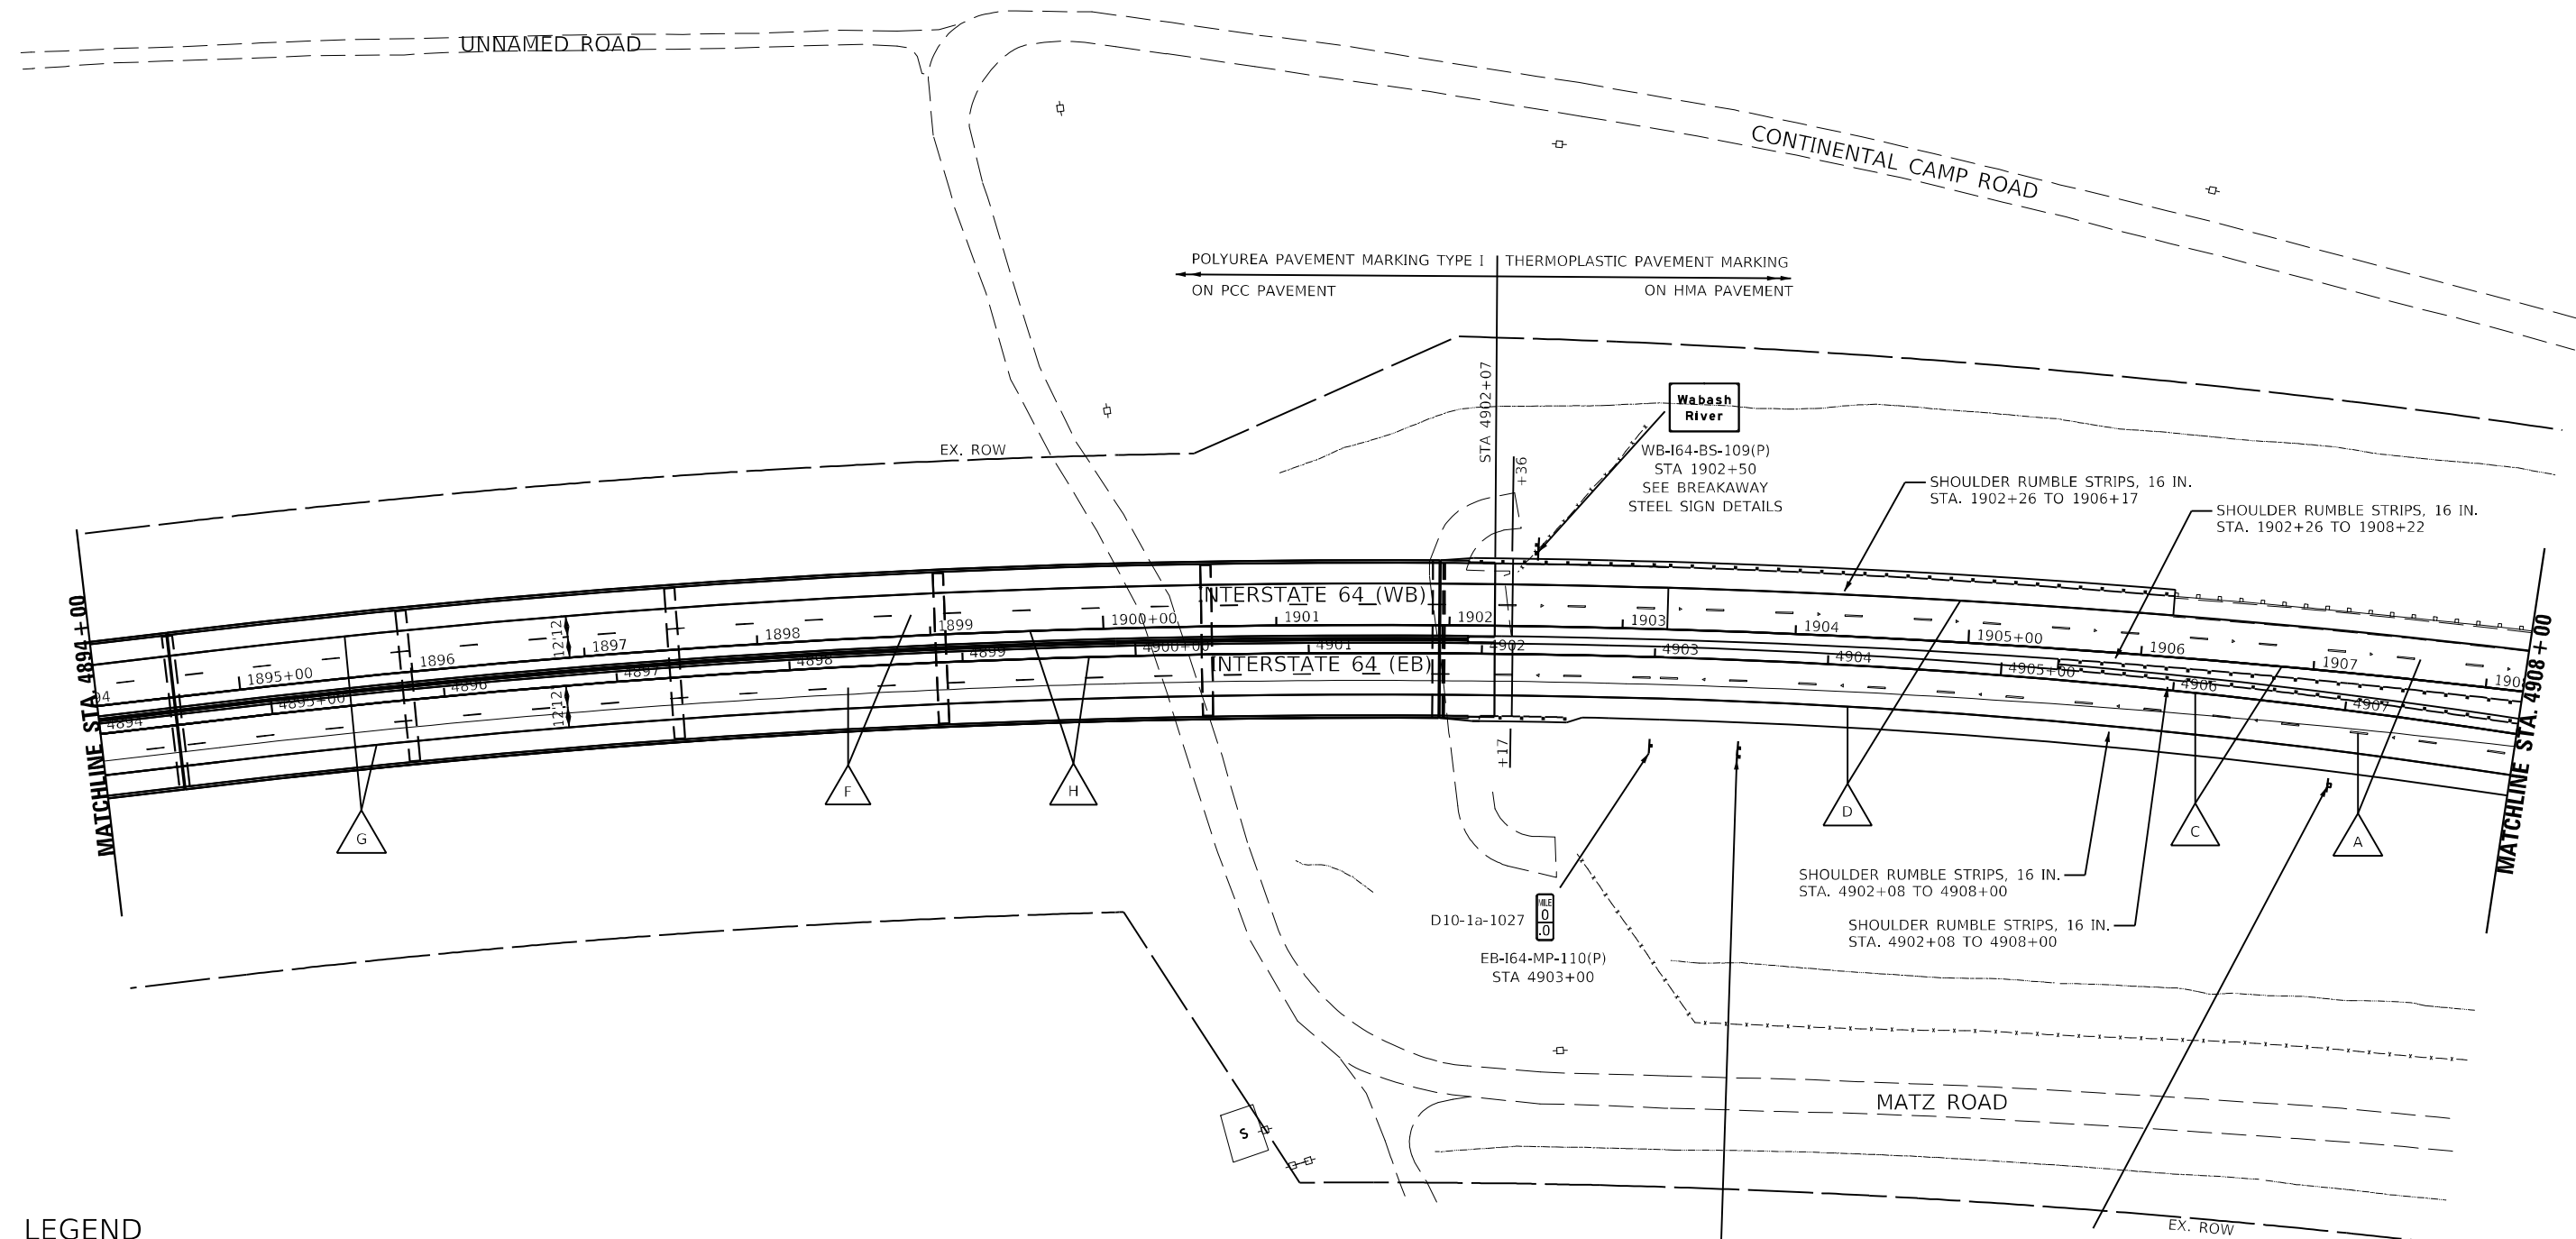 UNNAMED ROAD
CONTINENTAL CAMP ROAD
POLYUREA PAVEMENT MARKING TYPE I
THERMOPLASTIC PAVEMENT MARKING
ON PCC PAVEMENT
ON HMA PAVEMENT
STA 4902+07
+36
Wabash
River
WB-I64-BS-109(P)
STA 1902+50
SEE BREAKAWAY
STEEL SIGN DETAILS
EX. ROW
SHOULDER RUMBLE STRIPS, 16 IN.
STA. 1902+26 TO 1906+17
SHOULDER RUMBLE STRIPS, 16 IN.
STA. 1902+26 TO 1908+22
MATCHLINE STA. 4894+00
MATCHLINE STA. 4908+00
INTERSTATE 64 (WB)
94
1895+00
1896
1897
1898
1899
1900+00
1901
1902
1903
1904
1905+00
1906
1907
190
12'
12'
INTERSTATE 64 (EB)
4894
4895+00
4896
4897
4898
4899
4900+00
4901
4902
4903
4904
4905+00
4906
4907
12'
12'
+17
G
F
H
D
C
A
SHOULDER RUMBLE STRIPS, 16 IN.
STA. 4902+08 TO 4908+00
SHOULDER RUMBLE STRIPS, 16 IN.
STA. 4902+08 TO 4908+00
D10-1a-1027
MILE
0
.0
EB-I64-MP-110(P)
STA 4903+00
MATZ ROAD
S
EX. ROW
LEGEND